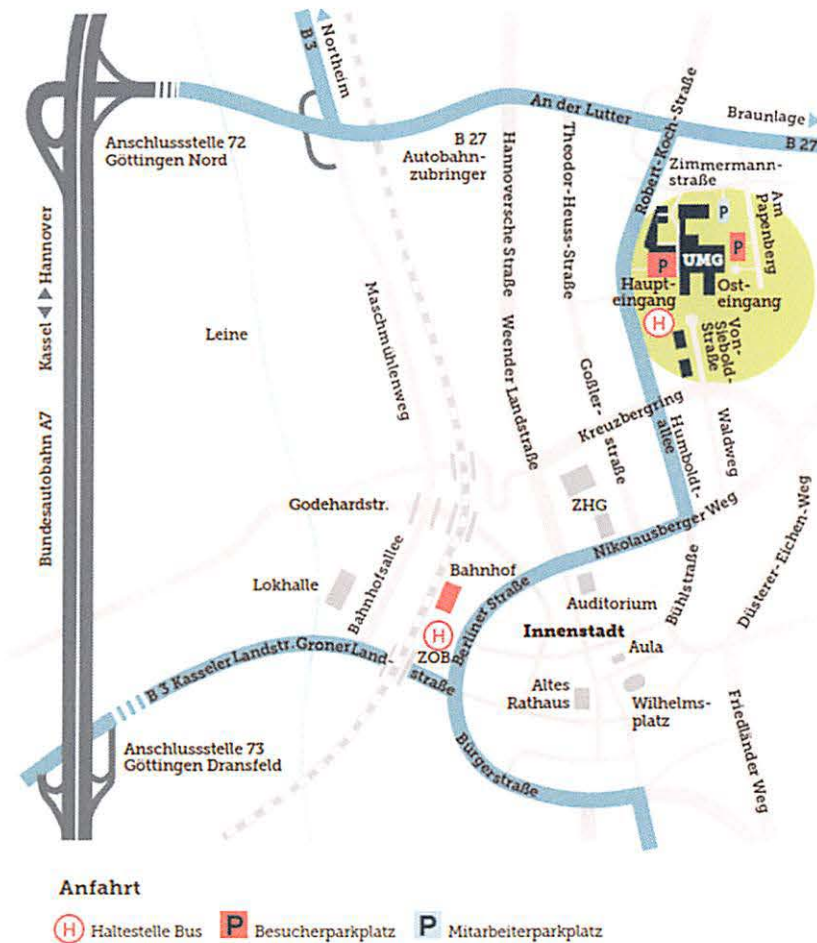 B 3
Northeim
An der Lutter
Braunlage
B 27
Anschlussstelle 72
Göttingen Nord
B 27
Autobahn-
zubringer
Hannoversche Straße
Theodor-Heuss-Straße
Robert-Koch-Straße
Zimmermann-
straße
Am
Papenberg
P
P
UMG
P
Haupt-
eingang
Ost-
eingang
H
Von-
Siebold-
Straße
Kassel
Hannover
Bundesautobahn A7
Leine
Maschmühlenweg
Weender Landstraße
Goßler-
straße
Kreuzbergring
Humboldt-
allee
Waldweg
Godehardstr.
ZHG
Nikolausberger Weg
Düsterer-Eichen-Weg
Lokhalle
Bahnhofsallee
Bahnhof
H
ZOB
Berliner Straße
Auditorium
Bühlstraße
Innenstadt
Aula
B 3 Kasseler Landstr.
Groner Land-
straße
Altes
Rathaus
Wilhelms-
platz
Friedländer Weg
Bürgerstraße
Anschlussstelle 73
Göttingen Dransfeld
Anfahrt
H Haltestelle Bus
P Besucherparkplatz
P Mitarbeiterparkplatz